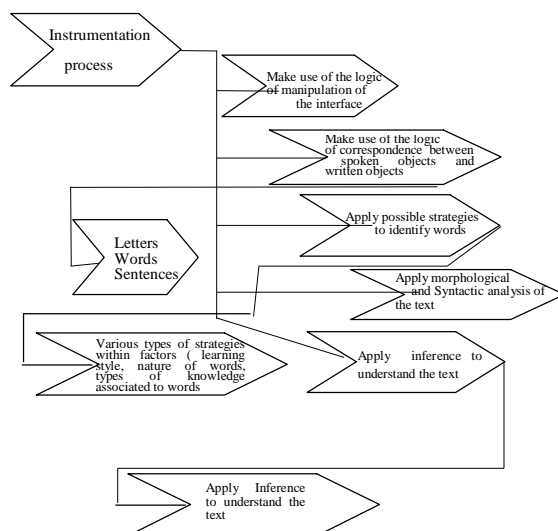 Instrumentation
process
Make use of the logic
of manipulation of
the interface
Make use of the logic
of correspondence between
spoken objects and
written objects
Apply possible strategies
to identify words
Letters
Words
Sentences
Apply morphological
and Syntactic analysis of
the text
Various types of strategies
within factors ( learning
style, nature of words,
types of knowledge
associated to words
Apply inference to
understand the text
Apply Inference
to understand the
text